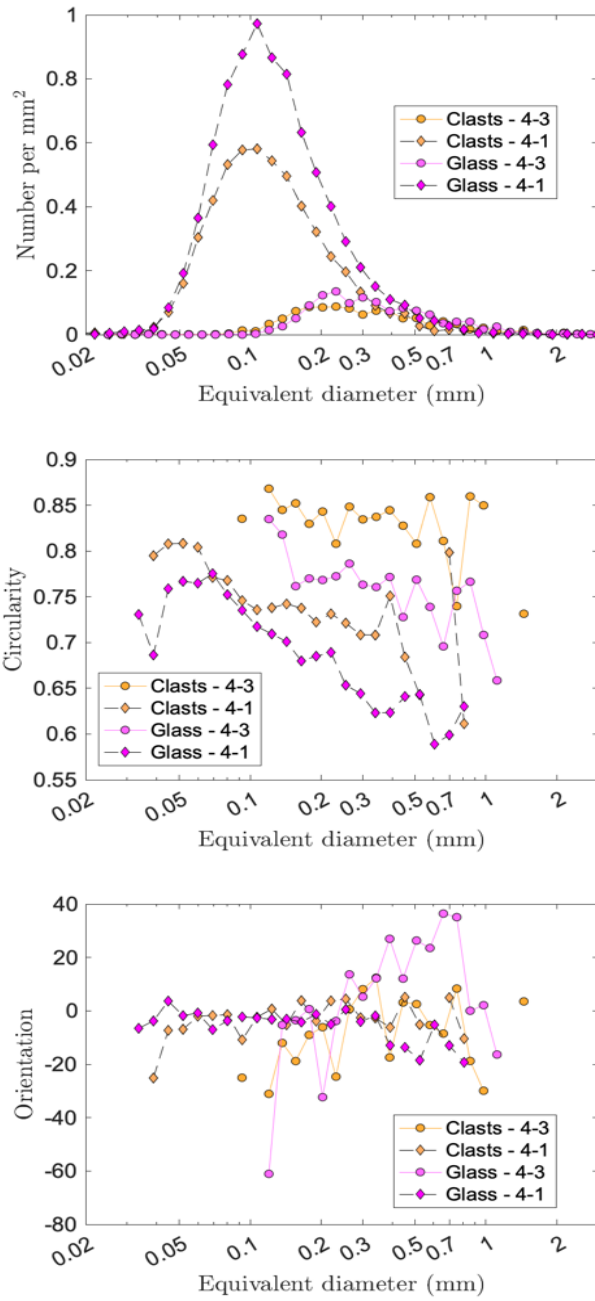 1
0.8
0.6
0.4
0.2
0
Number per mm²
Clasts - 4-3
Clasts - 4-1
Glass - 4-3
Glass - 4-1
0.02 0.05 0.1 0.2 0.3 0.5 0.7 1 2
Equivalent diameter (mm)
0.9
0.85
0.8
0.75
0.7
0.65
0.6
0.55
Circularity
Clasts - 4-3
Clasts - 4-1
Glass - 4-3
Glass - 4-1
0.02 0.05 0.1 0.2 0.3 0.5 0.7 1 2
Equivalent diameter (mm)
40
20
0
-20
-40
-60
-80
Orientation
Clasts - 4-3
Clasts - 4-1
Glass - 4-3
Glass - 4-1
0.02 0.05 0.1 0.2 0.3 0.5 0.7 1 2
Equivalent diameter (mm)